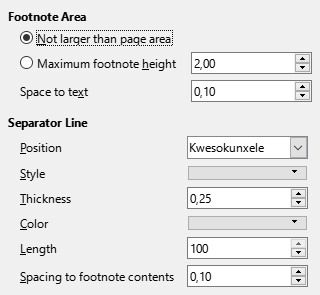 Footnote Area
Not larger than page area
Maximum footnote height 2,00
Space to text 0,10
Separator Line
Position Kwesokunxele
Style
Thickness 0,25
Color
Length 100
Spacing to footnote contents 0,10